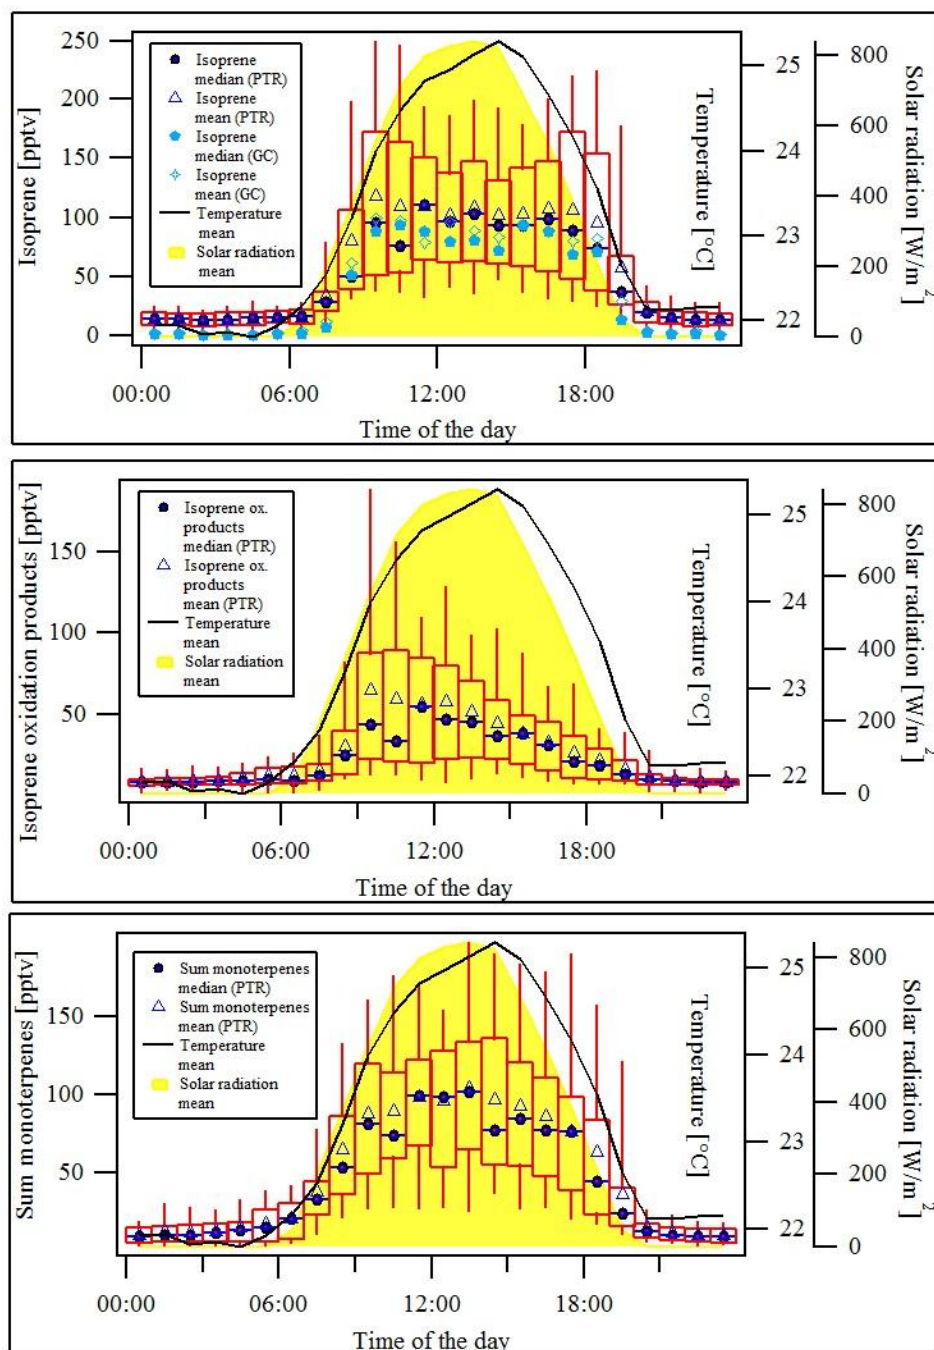 250
200
150
100
50
0
Isoprene [pptv]
Isoprene
median (PTR)
Isoprene
mean (PTR)
Isoprene
median (GC)
Isoprene
mean (GC)
Temperature
mean
Solar radiation
mean
25
24
23
22
Temperature [°C]
800
600
400
200
0
Solar radiation [W/m²]
00:00 06:00 12:00 18:00
Time of the day
150
100
50
Isoprene oxidation products [pptv]
Isoprene ox.
products
median (PTR)
Isoprene ox.
products
mean (PTR)
Temperature
mean
Solar radiation
mean
25
24
23
22
Temperature [°C]
800
600
400
200
0
Solar radiation [W/m²]
00:00 06:00 12:00 18:00
Time of the day
150
100
50
Sum monoterpenes [pptv]
Sum monoterpenes
median (PTR)
Sum monoterpenes
mean (PTR)
Temperature
mean
Solar radiation
mean
25
24
23
22
Temperature [°C]
800
600
400
200
0
Solar radiation [W/m²]
00:00 06:00 12:00 18:00
Time of the day